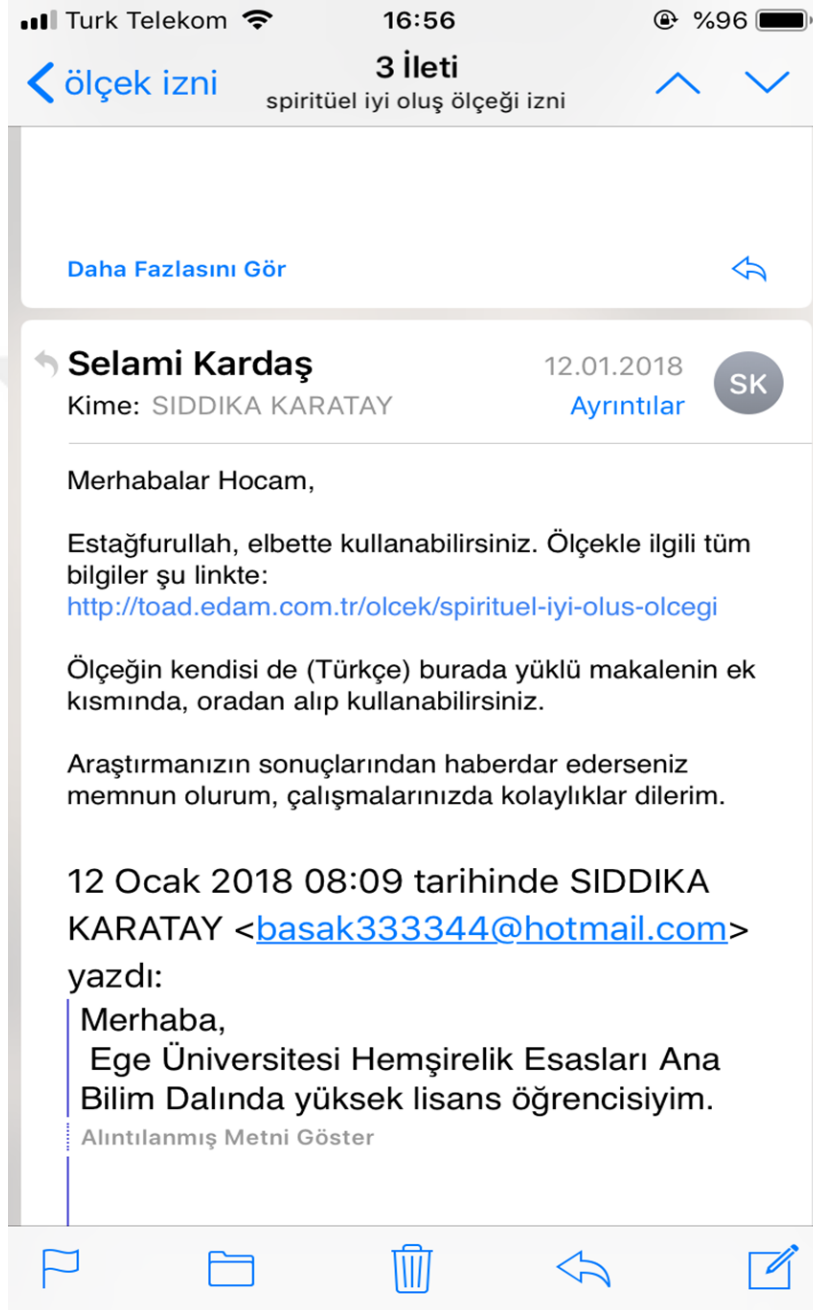 Turk Telekom 16:56 %96
ölçek izni 3 İleti
spiritüel iyi oluş ölçeği izni
Daha Fazlasını Gör
Selami Kardaş 12.01.2018 SK
Kime: SIDDIKA KARATAY Ayrıntılar
Merhabalar Hocam,
Estağfurullah, elbette kullanabilirsiniz. Ölçekle ilgili tüm
bilgiler şu linkte:
http://toad.edam.com.tr/olcek/spirituel-iyi-olus-olcegi
Ölçeğin kendisi de (Türkçe) burada yüklü makalenin ek
kısmında, oradan alıp kullanabilirsiniz.
Araştırmanızın sonuçlarından haberdar ederseniz
memnun olurum, çalışmalarınızda kolaylıklar dilerim.
12 Ocak 2018 08:09 tarihinde SIDDIKA
KARATAY <basak333344@hotmail.com>
yazdı:
Merhaba,
Ege Üniversitesi Hemşirelik Esasları Ana
Bilim Dalında yüksek lisans öğrencisiyim.
Alıntılanmış Metni Göster